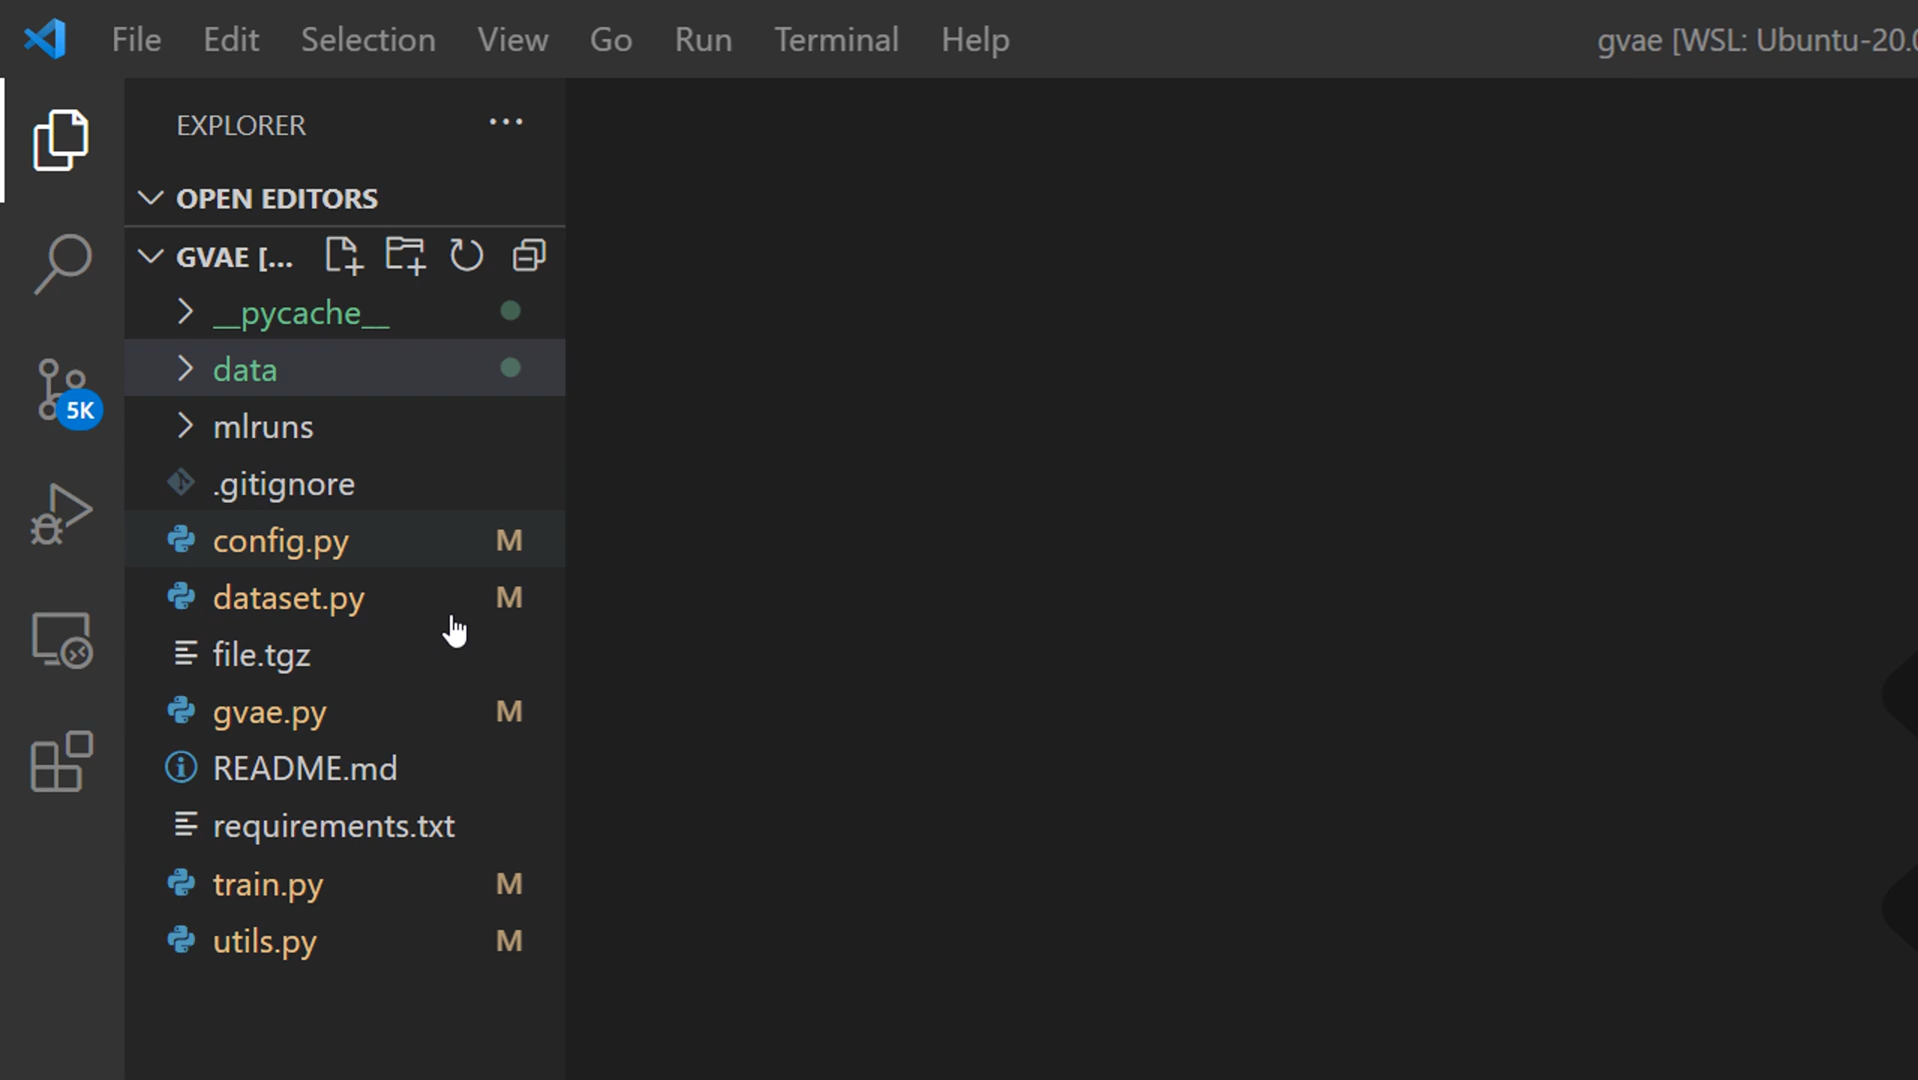 File Edit Selection View Go Run Terminal Help gvae [WSL: Ubuntu-20.
EXPLORER ...
OPEN EDITORS
GVAE [...
__pycache__
data
mlruns
5K
.gitignore
config.py M
dataset.py M
file.tgz
gvae.py M
README.md
requirements.txt
train.py M
utils.py M